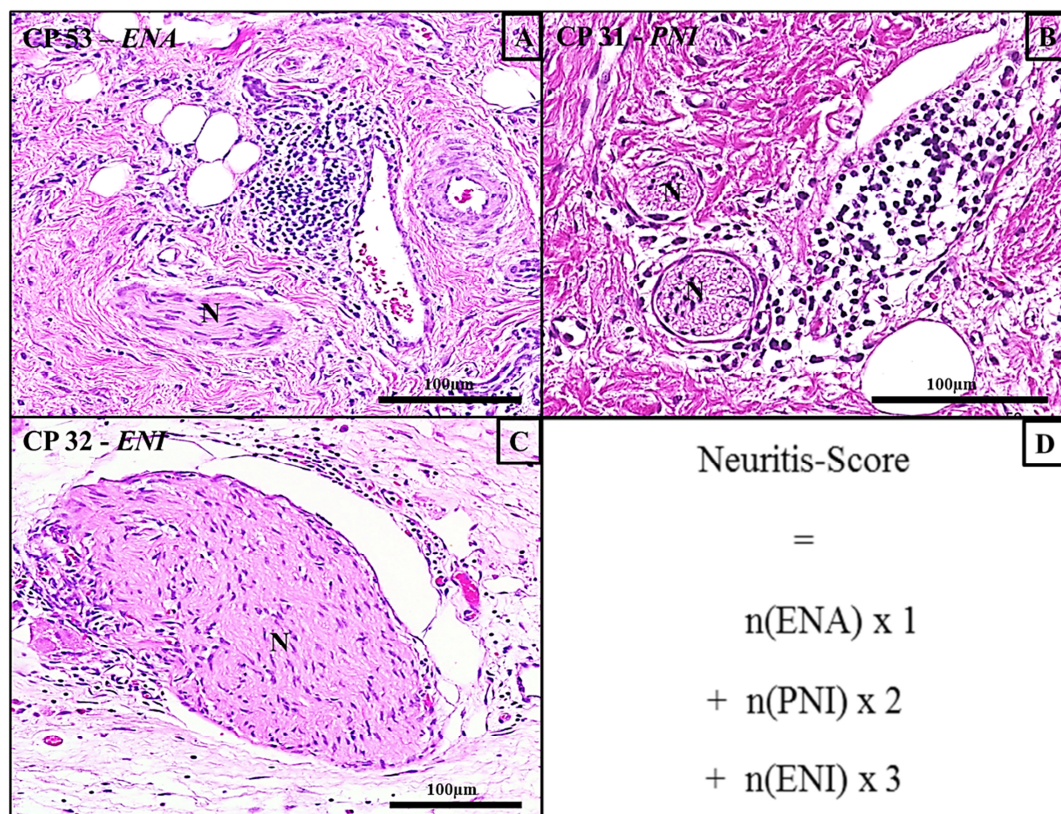 CP 53 – ENA
A
N
100µm
CP 31 - PNI
B
N
N
100µm
CP 32 - ENI
C
N
100µm
D
Neuritis-Score
=
n(ENA) x 1
+ n(PNI) x 2
+ n(ENI) x 3